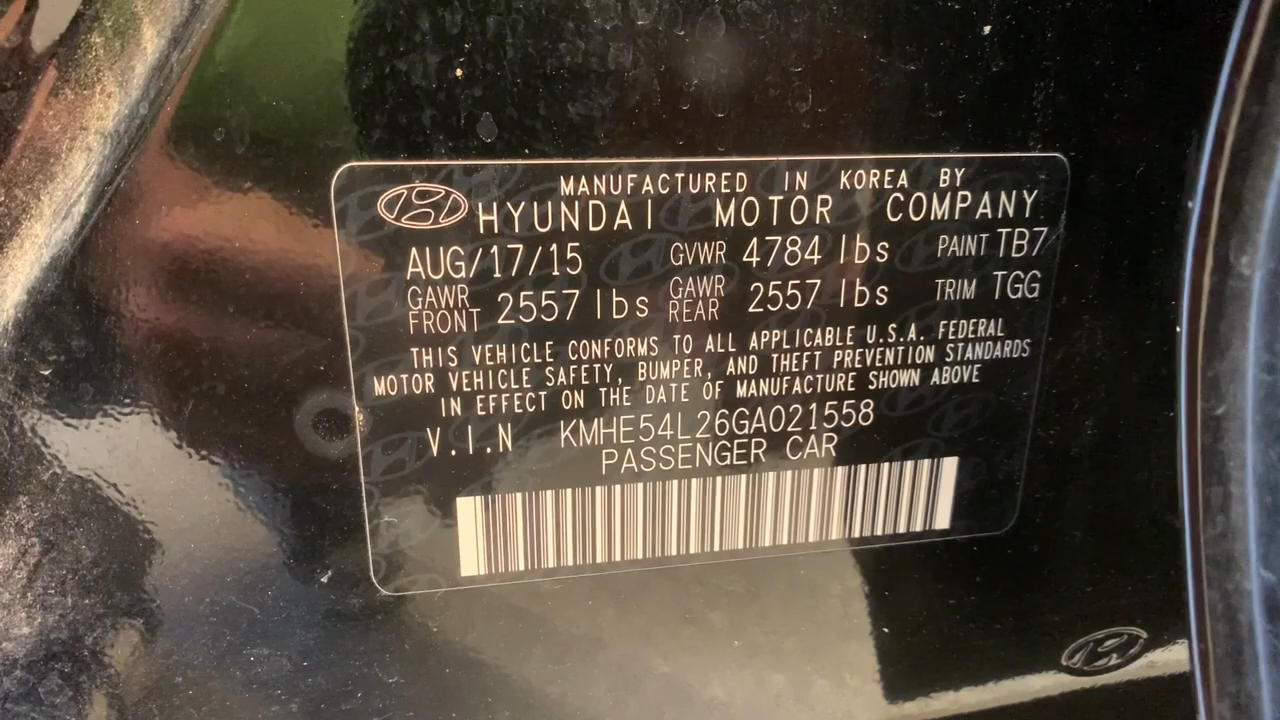 MANUFACTURED IN KOREA BY
HYUNDAI MOTOR COMPANY
AUG/17/15 GVWR 4784 lbs PAINT TB7
GAWR FRONT 2557 lbs GAWR REAR 2557 lbs TRIM TGG
THIS VEHICLE CONFORMS TO ALL APPLICABLE U.S.A. FEDERAL
MOTOR VEHICLE SAFETY, BUMPER, AND THEFT PREVENTION STANDARDS
IN EFFECT ON THE DATE OF MANUFACTURE SHOWN ABOVE
V.I.N KMHE54L26GA021558
PASSENGER CAR